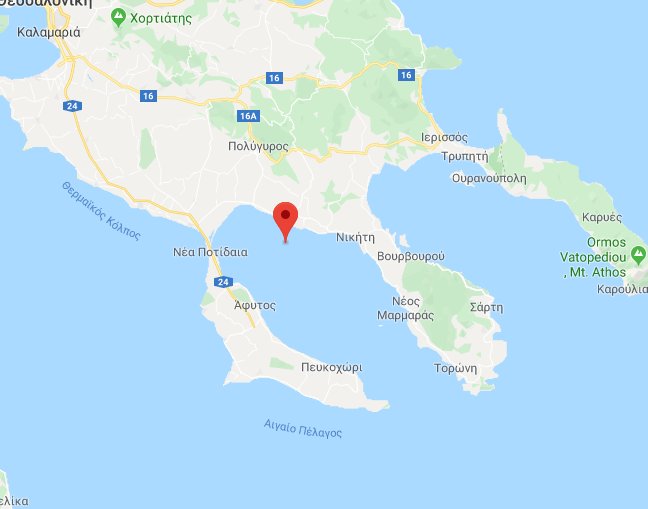 Θεσσαλονίκη
Χορτιάτης
Καλαμαριά
16
16
24
16
16A
Πολύγυρος
Ιερισσός
Τρυπητή
Ουρανούπολη
Θερμαϊκός Κόλπος
Καρυές
Νικήτη
Νέα Ποτίδαια
Βουρβουρού
Ormos
Vatopediou
, Mt. Athos
24
Καρούλια
Άφυτος
Νέος
Μαρμαράς
Σάρτη
Πευκοχώρι
Τορώνη
Αιγαίο Πέλαγος
ελίκα